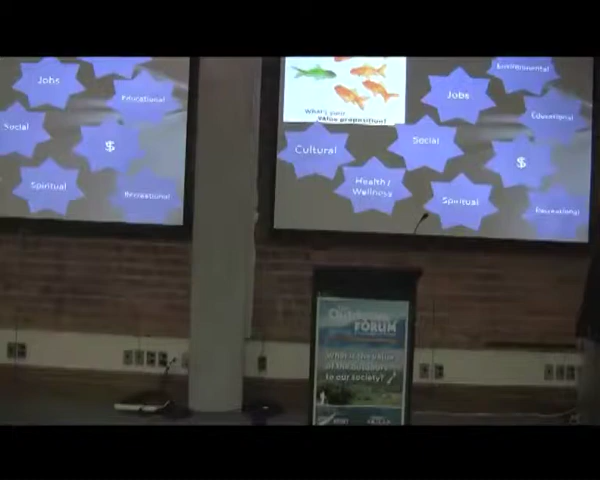 Jobs
Educational
Social
$
Spiritual
Recreational
What's your
value proposition?
Environmental
Jobs
Educational
Cultural
Social
$
Health /
Wellness
Spiritual
Recreational
Outdoors
FORUM
What is the value
of the outdoors
to our society?